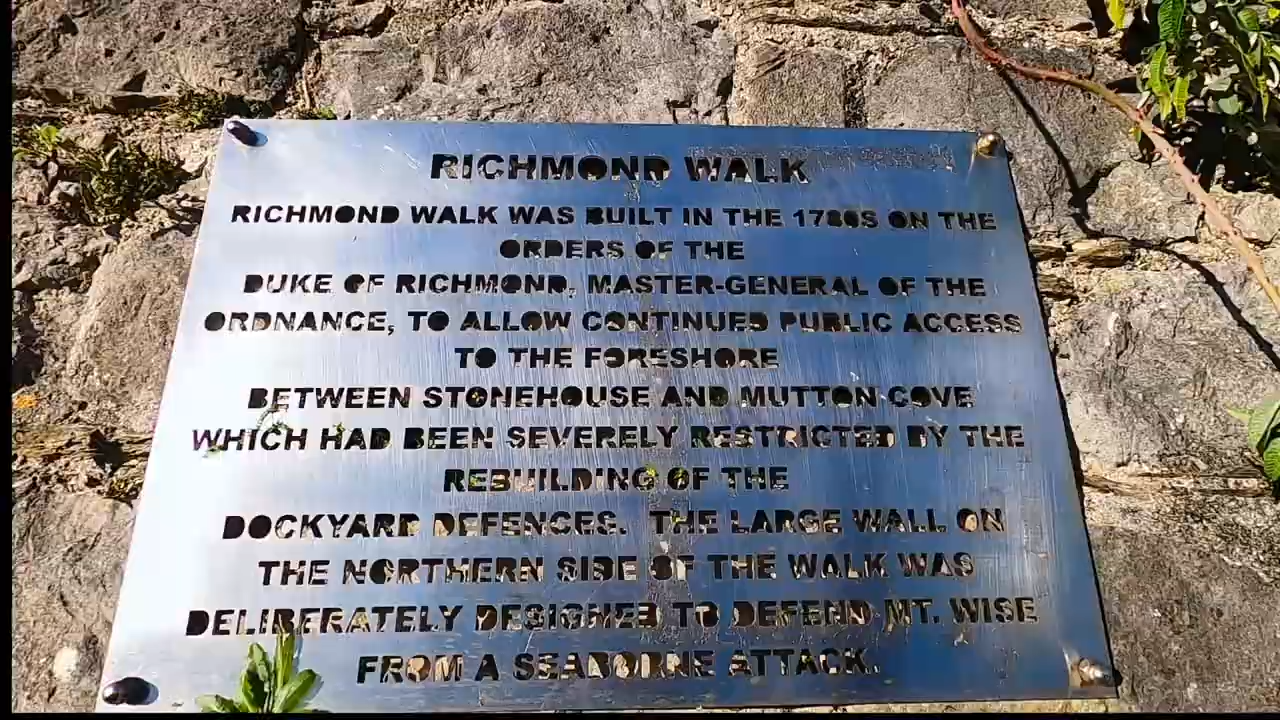 RICHMOND WALK
RICHMOND WALK WAS BUILT IN THE 1780S ON THE
ORDERS OF THE
DUKE OF RICHMOND, MASTER-GENERAL OF THE
ORDNANCE, TO ALLOW CONTINUED PUBLIC ACCESS
TO THE FORESHORE
BETWEEN STONEHOUSE AND MUTTON COVE
WHICH HAD BEEN SEVERELY RESTRICTED BY THE
REBUILDING OF THE
DOCKYARD DEFENCES. THE LARGE WALL ON
THE NORTHERN SIDE OF THE WALK WAS
DELIBERATELY DESIGNED TO DEFEND MT. WISE
FROM A SEABORNE ATTACK.